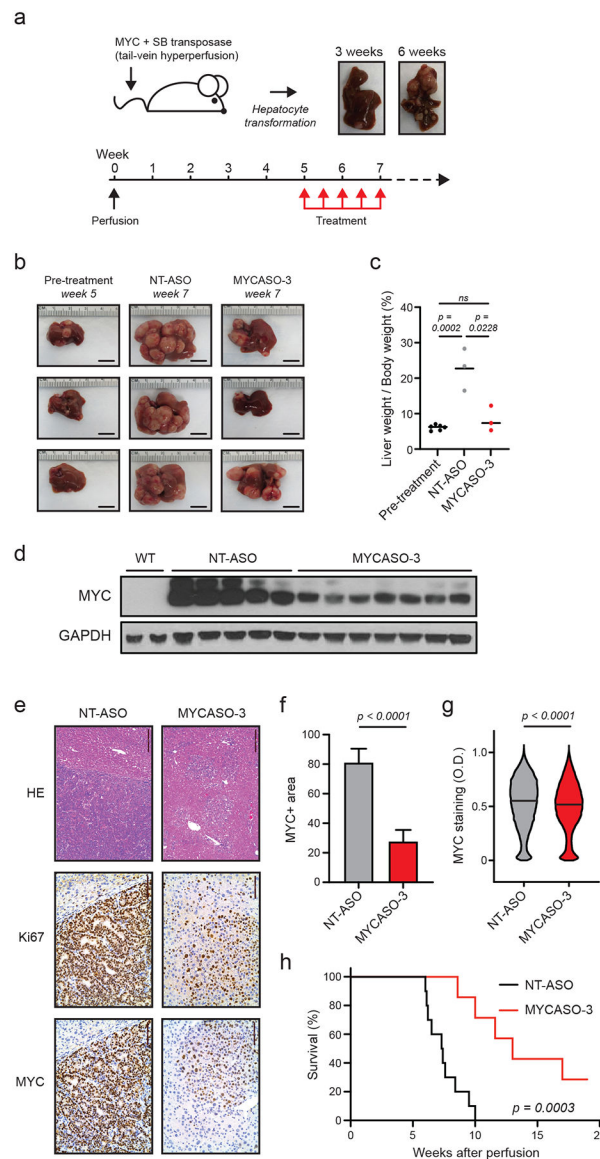 a
MYC + SB transposase
(tail-vein hyperperfusion)
Hepatocyte
transformation
3 weeks
6 weeks
Week
0 1 2 3 4 5 6 7
Perfusion
Treatment
b
Pre-treatment
week 5
NT-ASO
week 7
MYCASO-3
week 7
c
ns
p =
0.0002
p =
0.0228
Liver weight / Body weight (%)
40
30
20
10
0
Pre-treatment
NT-ASO
MYCASO-3
d
WT NT-ASO MYCASO-3
MYC
GAPDH
e
NT-ASO MYCASO-3
HE
Ki67
MYC
f
p < 0.0001
MYC+ area
100
80
60
40
20
0
NT-ASO
MYCASO-3
g
p < 0.0001
MYC staining (O.D.)
1.0
0.5
0
NT-ASO
MYCASO-3
h
NT-ASO
MYCASO-3
Survival (%)
100
80
60
40
20
0
p = 0.0003
0 5 10 15
Weeks after perfusion